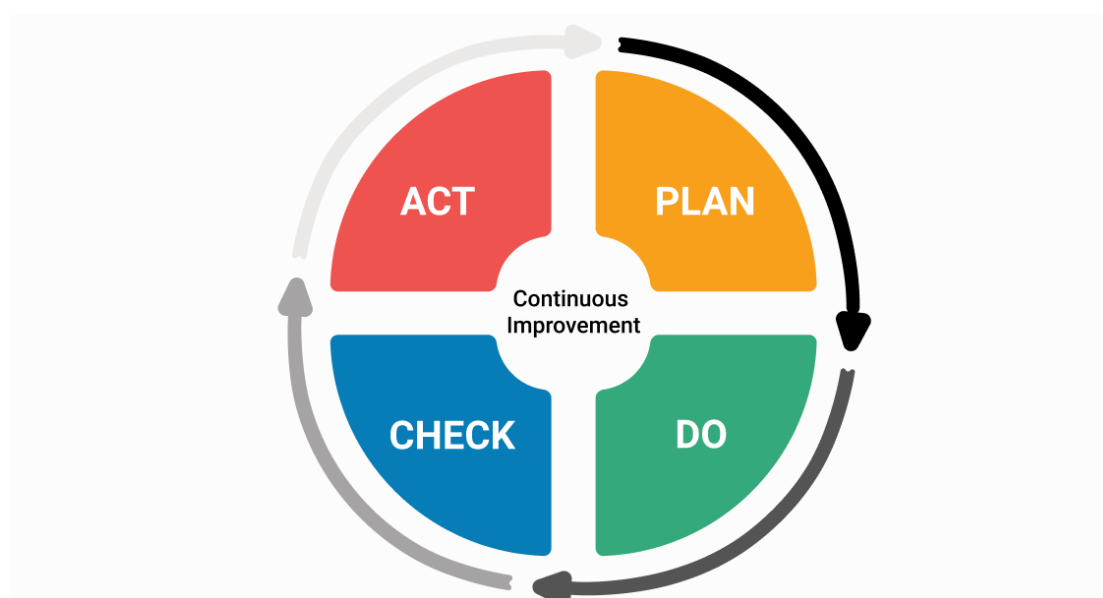 ACT
PLAN
Continuous
Improvement
CHECK
DO